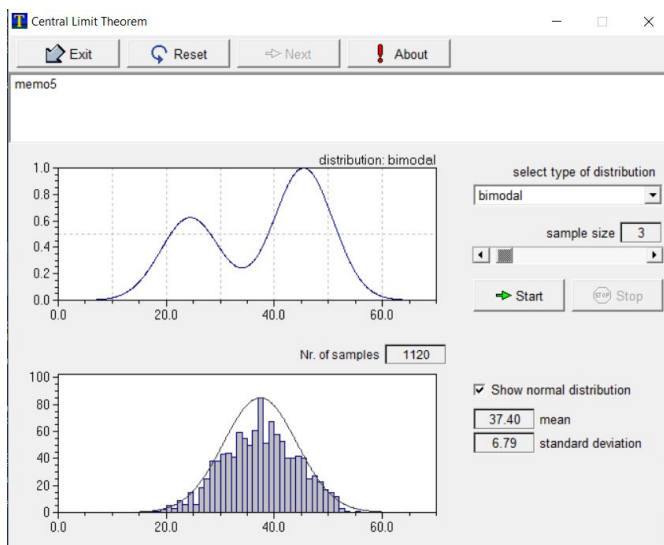 Central Limit Theorem
Exit Reset Next About
memo5
distribution: bimodal
1.0
0.8
0.6
0.4
0.2
0.0
0.0 20.0 40.0 60.0
select type of distribution
bimodal
sample size 3
Start STOP Stop
Nr. of samples 1120
100
80
60
40
20
0
0.0 20.0 40.0 60.0
Show normal distribution
37.40 mean
6.79 standard deviation